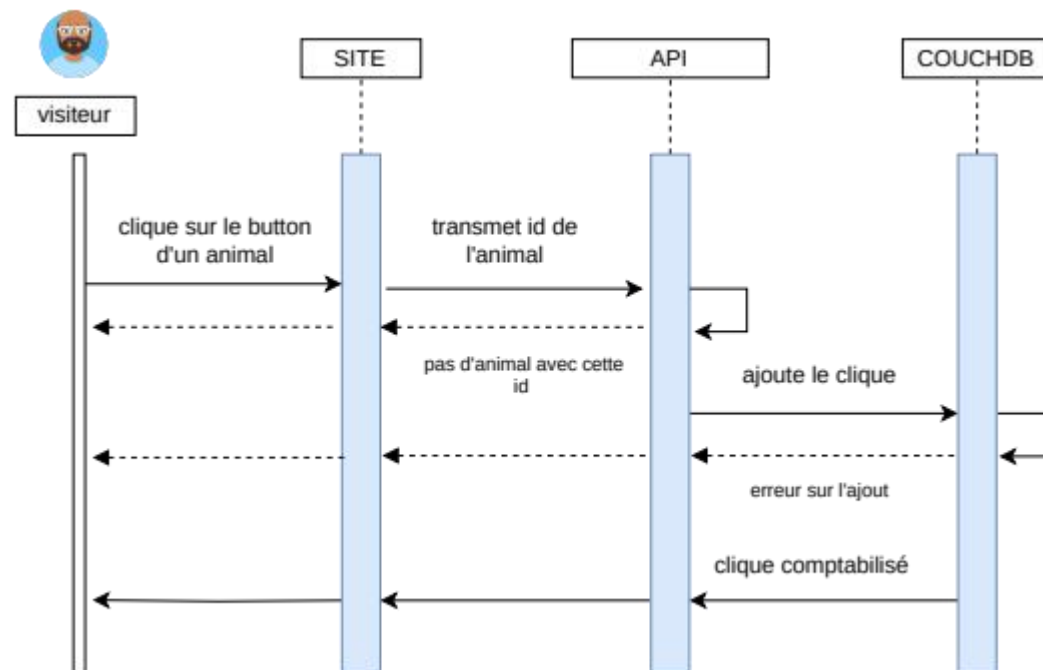 SITE
API
COUCHDB
visiteur
clique sur le button
d'un animal
transmet id de
l'animal
pas d'animal avec cette
id
ajoute le clique
erreur sur l'ajout
clique comptabilisé